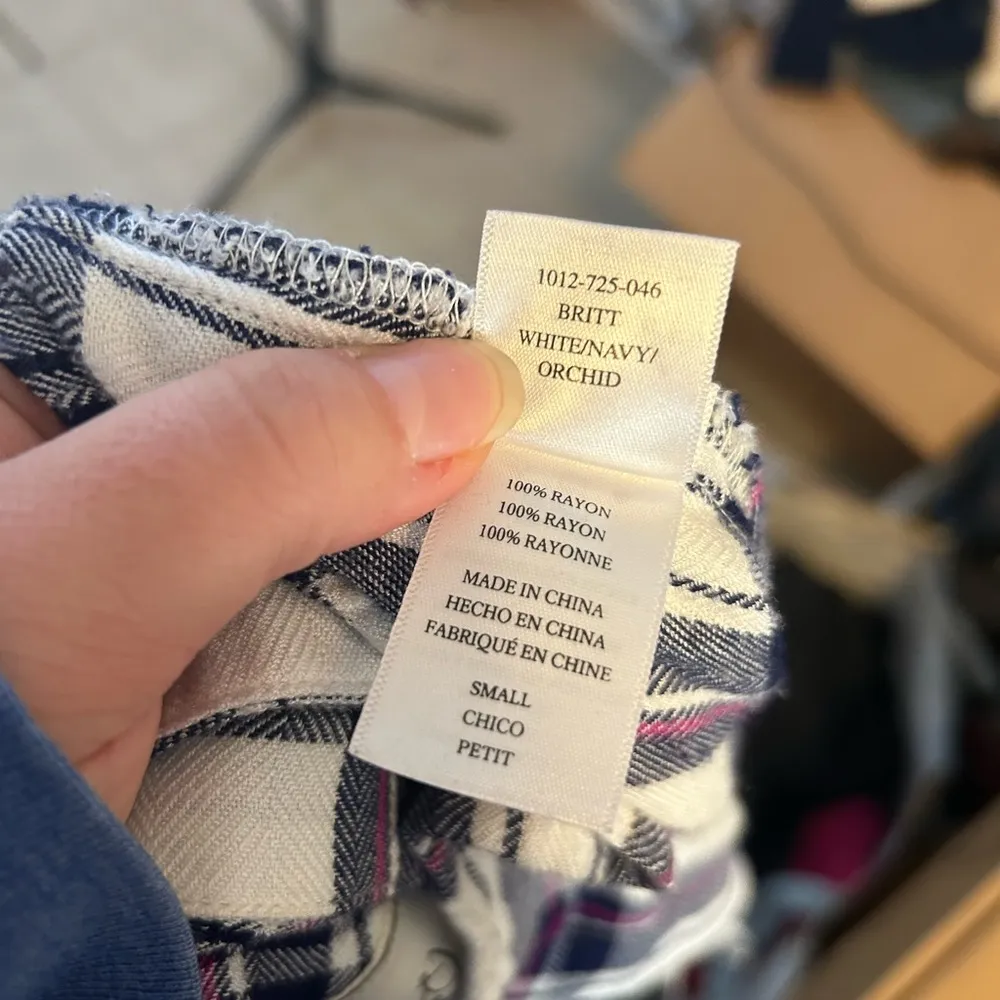 1012-725-046
BRITT
WHITE/NAVY/
ORCHID
100% RAYON
100% RAYON
100% RAYONNE
MADE IN CHINA
HECHO EN CHINA
FABRIQUÉ EN CHINE
SMALL
CHICO
PETIT